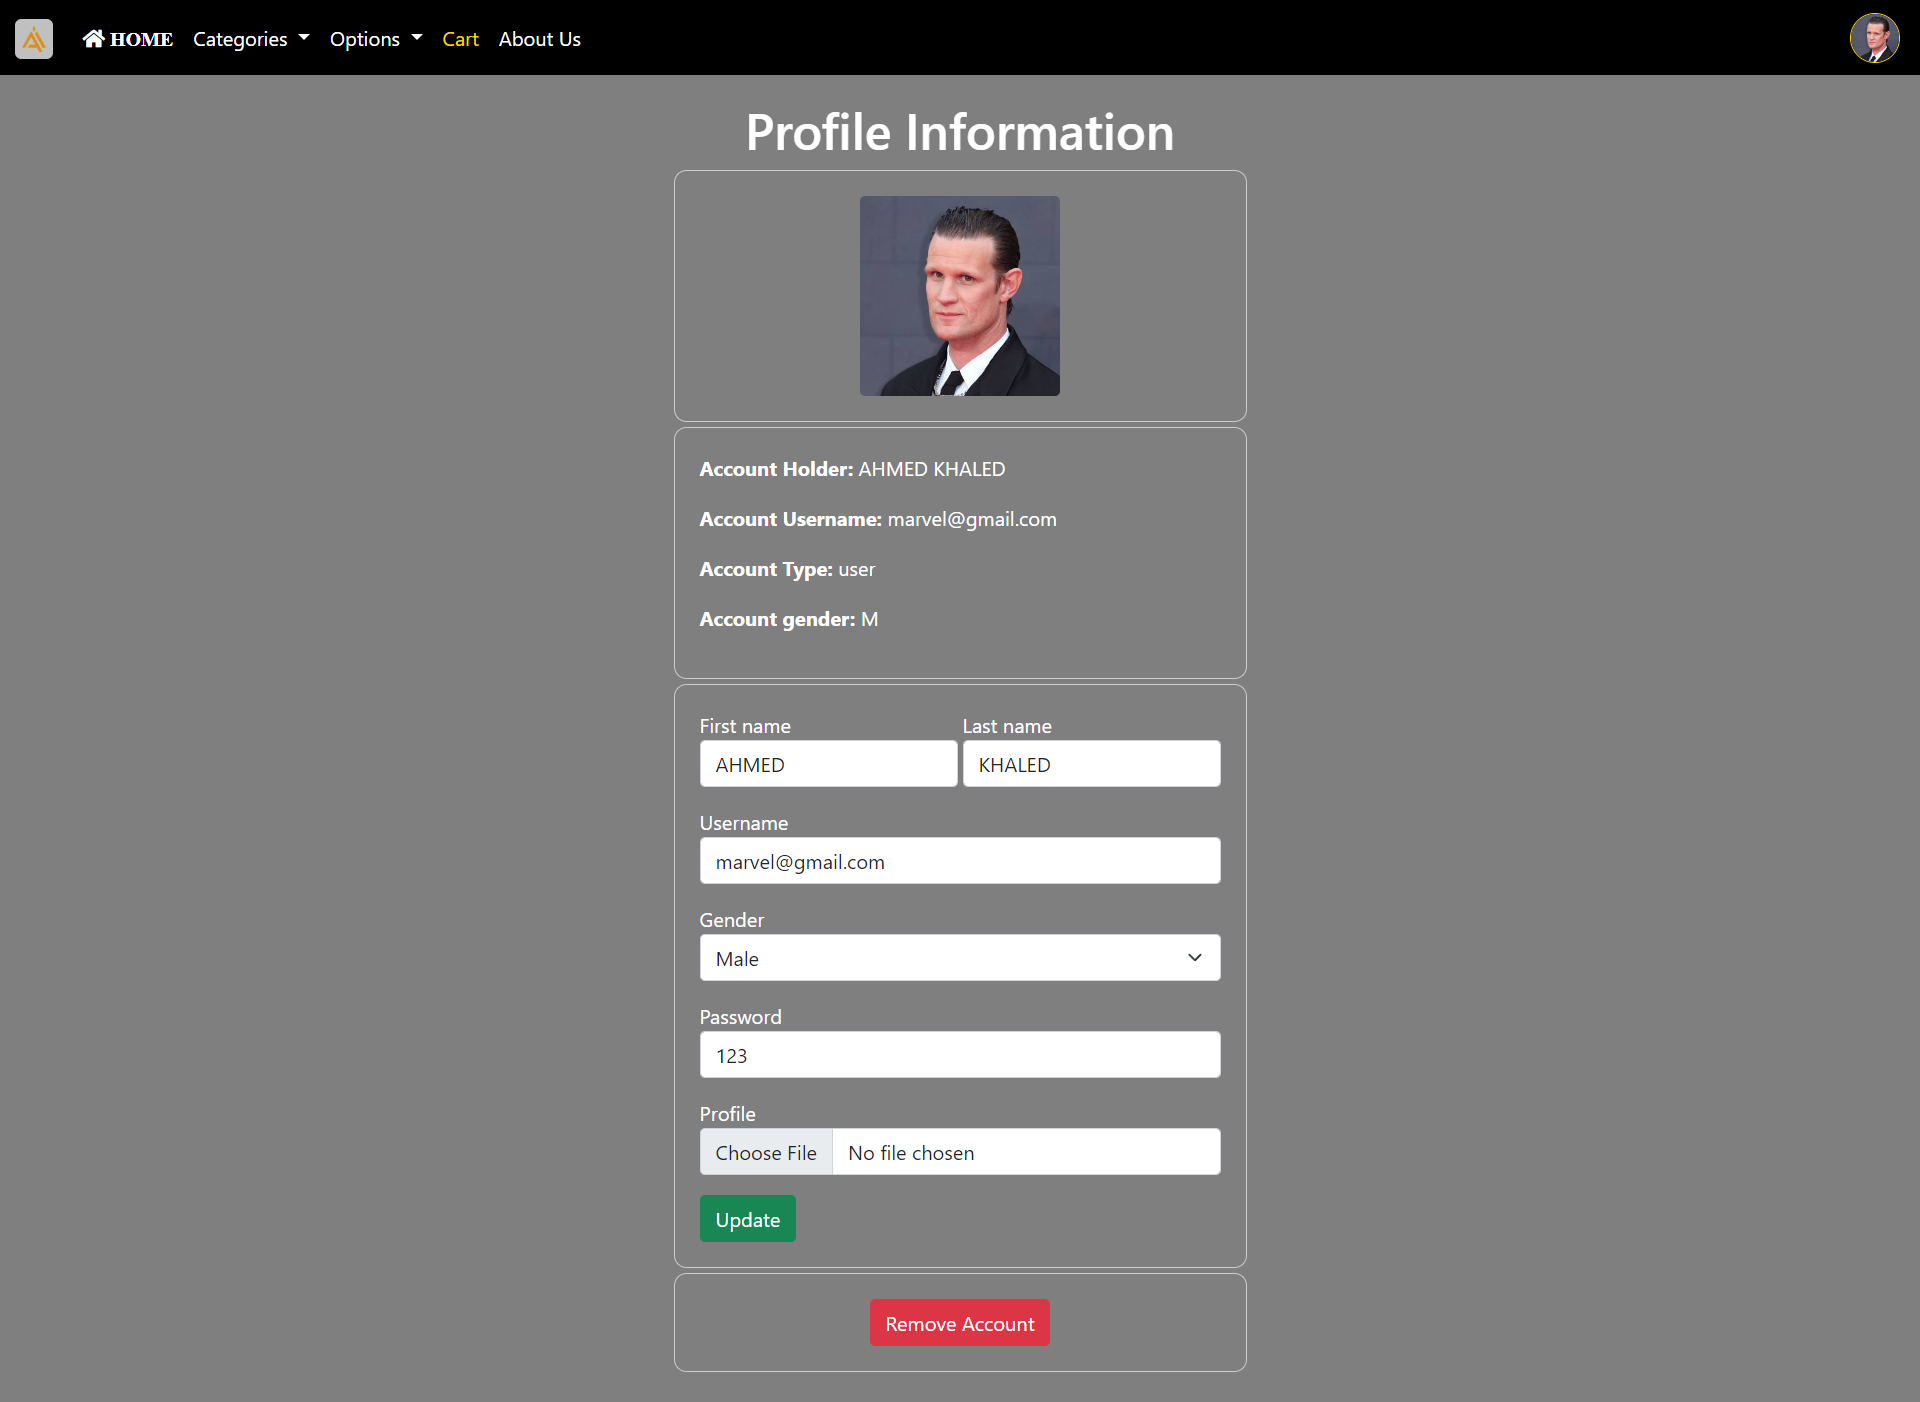 HOME Categories Options Cart About Us
Profile Information
Account Holder: AHMED KHALED
Account Username: marvel@gmail.com
Account Type: user
Account gender: M
First name Last name
AHMED KHALED
Username
marvel@gmail.com
Gender
Male
Password
123
Profile
Choose File No file chosen
Update
Remove Account